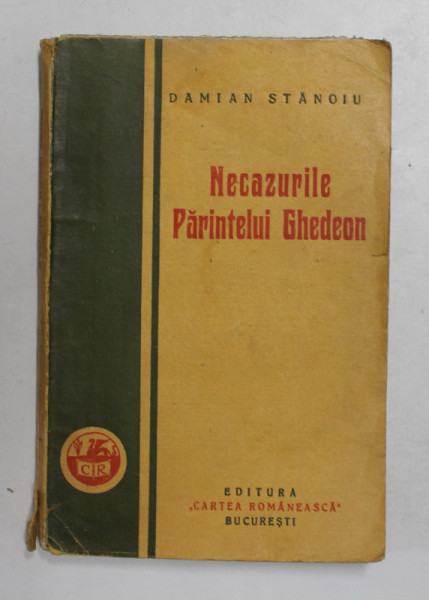 DAMIAN STĂNOIU
Necazurile
Părintelui Ghedeon
CR
EDITURA
„CARTEA ROMÂNEASCĂ"
BUCUREȘTI